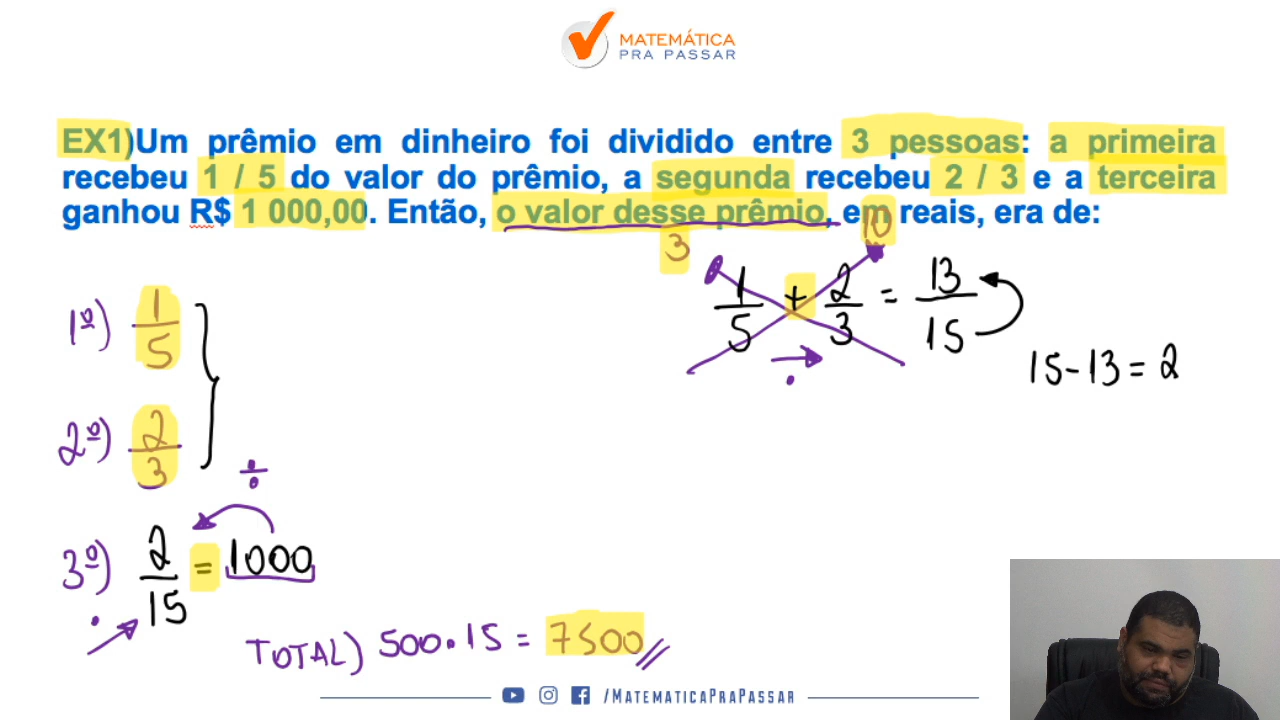 MATEMÁTICA
PRA PASSAR
EX1)Um prêmio em dinheiro foi dividido entre 3 pessoas: a primeira
recebeu 1 / 5 do valor do prêmio, a segunda recebeu 2 / 3 e a terceira
ganhou R$ 1 000,00. Então, o valor desse prêmio, em reais, era de:
3 10
1/5 + 2/3 = 13/15
15-13=2
1º) 1/5
2º) 2/3
÷
3º) 2/15 = 1000
TOTAL) 500.15 = 7500
/MATEMATICAPRAPASSAR